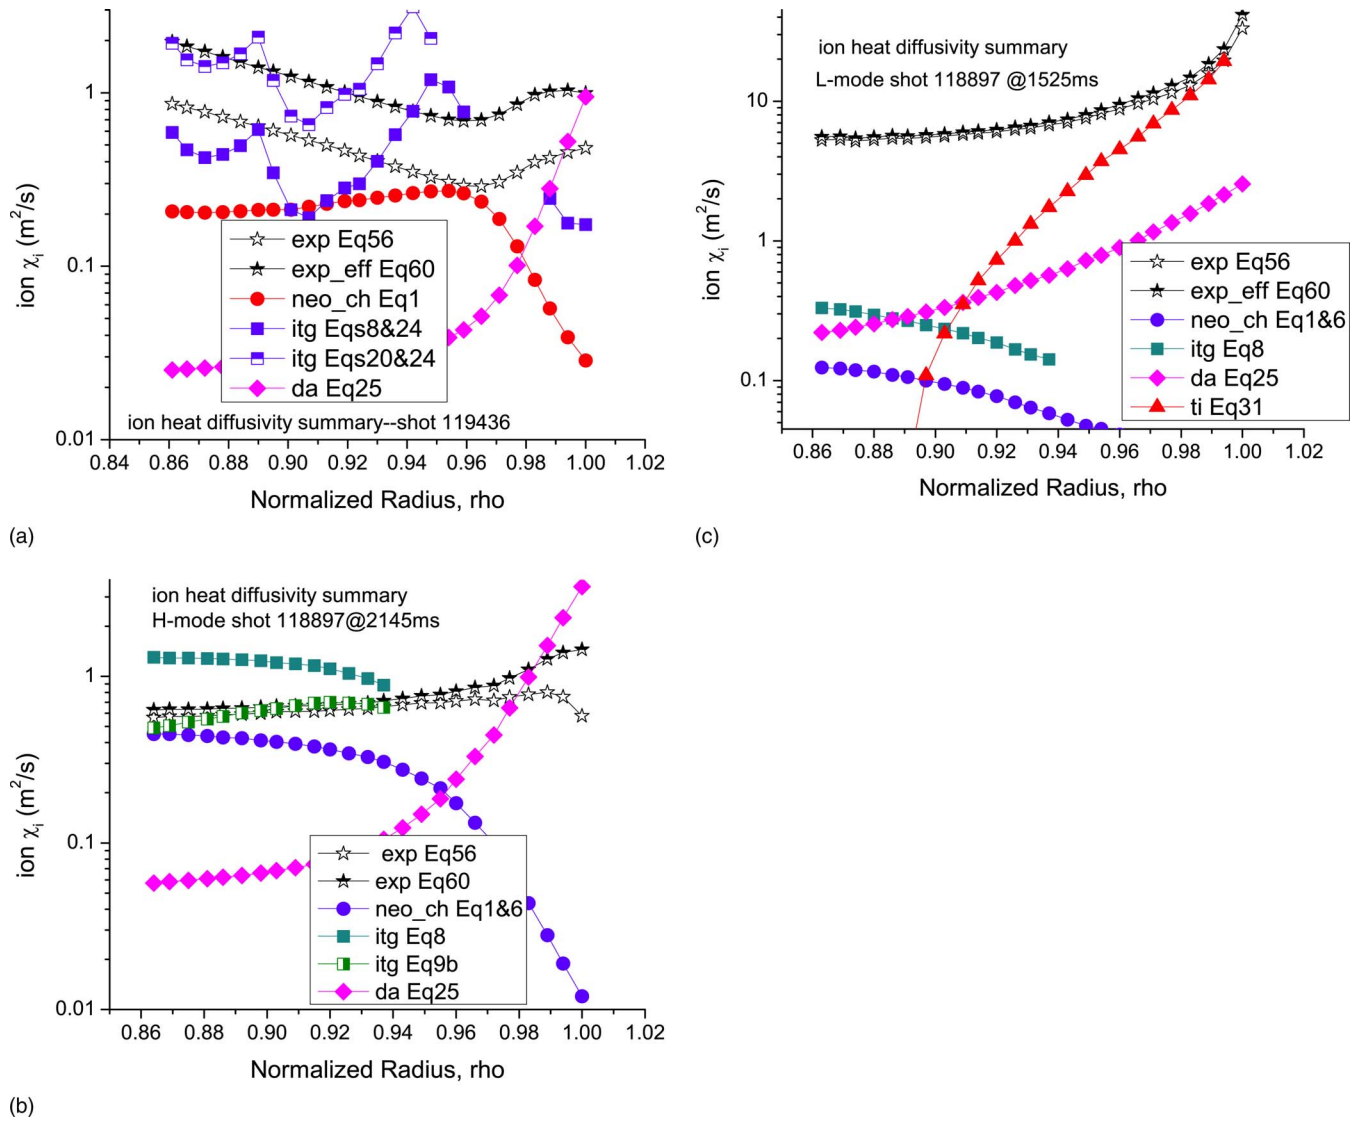 1
0.1
0.01
ion χi (m2/s)
exp Eq56
exp_eff Eq60
neo_ch Eq1
itg Eqs8&24
itg Eqs20&24
da Eq25
ion heat diffusivity summary--shot 119436
0.84 0.86 0.88 0.90 0.92 0.94 0.96 0.98 1.00 1.02
Normalized Radius, rho
(a)
ion heat diffusivity summary
L-mode shot 118897 @1525ms
10
1
0.1
ion χi (m2/s)
exp Eq56
exp_eff Eq60
neo_ch Eq1&6
itg Eq8
da Eq25
ti Eq31
0.86 0.88 0.90 0.92 0.94 0.96 0.98 1.00 1.02
Normalized Radius, rho
(c)
ion heat diffusivity summary
H-mode shot 118897@2145ms
1
0.1
0.01
ion χi (m2/s)
exp Eq56
exp Eq60
neo_ch Eq1&6
itg Eq8
itg Eq9b
da Eq25
0.86 0.88 0.90 0.92 0.94 0.96 0.98 1.00 1.02
Normalized Radius, rho
(b)